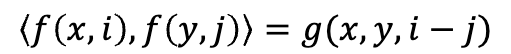 ⟨f(x,i),f(y,j)⟩ = g(x,y,i − j)